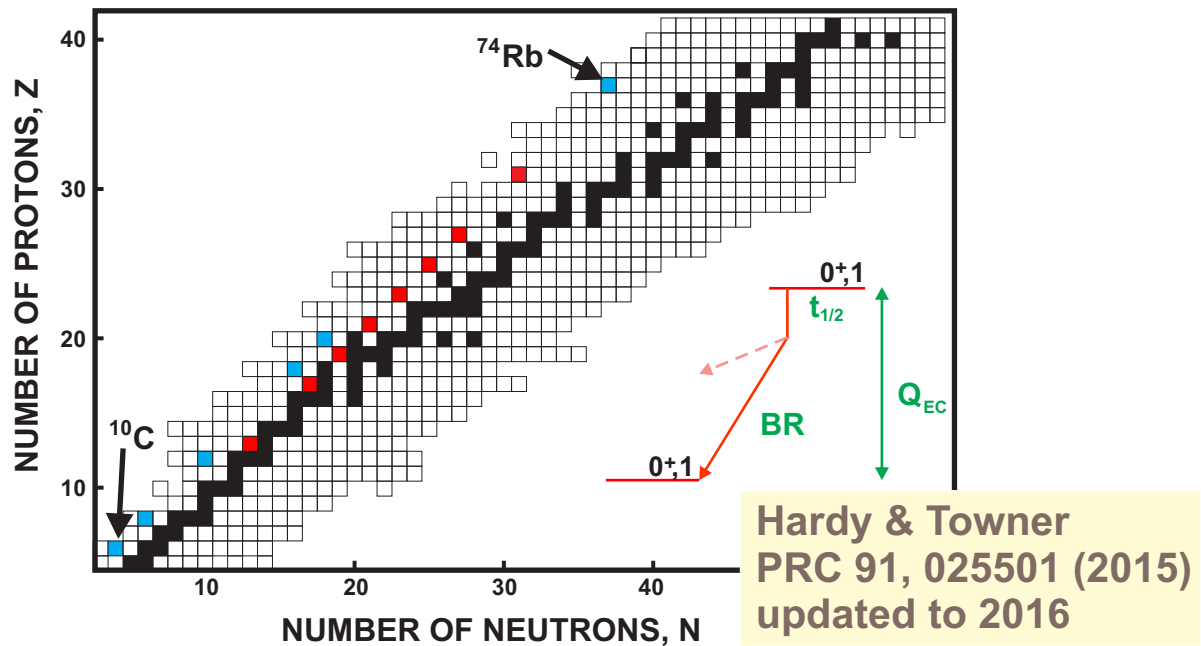 NUMBER OF PROTONS, Z
40
30
20
10
⁷⁴Rb
¹⁰C
0⁺,1
t₁/₂
BR
Q_EC
0⁺,1
10
20
30
40
NUMBER OF NEUTRONS, N
Hardy & Towner
PRC 91, 025501 (2015)
updated to 2016